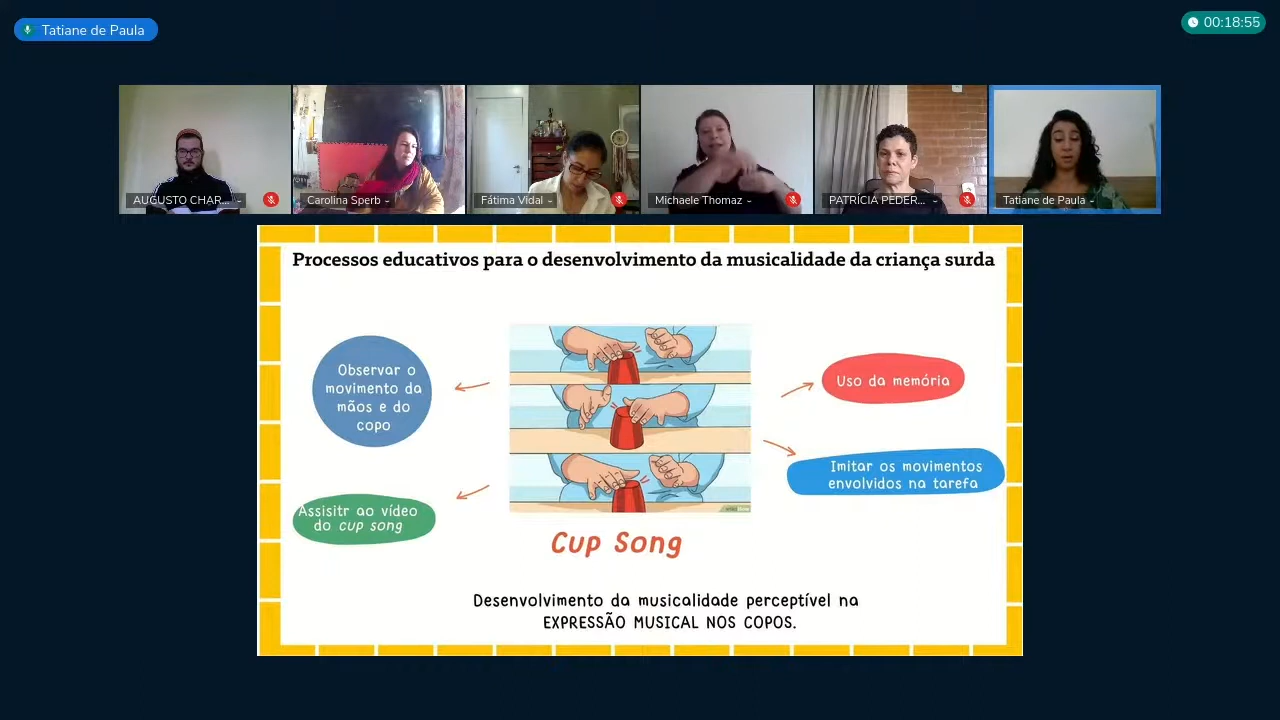 Tatiane de Paula
00:18:55
AUGUSTO CHAR...
Carolina Sperb
Fátima Vidal
Michaele Thomaz
PATRÍCIA PEDER...
Tatiane de Paula
Processos educativos para o desenvolvimento da musicalidade da criança surda
Observar o
movimento da
mãos e do
copo
Uso da memória
Imitar os movimentos
envolvidos na tarefa
Assisitr ao vídeo
do cup song
Cup Song
Desenvolvimento da musicalidade perceptível na
EXPRESSÃO MUSICAL NOS COPOS.